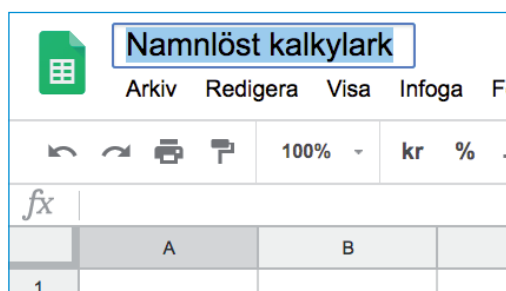 Namnlöst kalkylark
Arkiv Redigera Visa Infoga F
100% kr % .
fx
A B
1